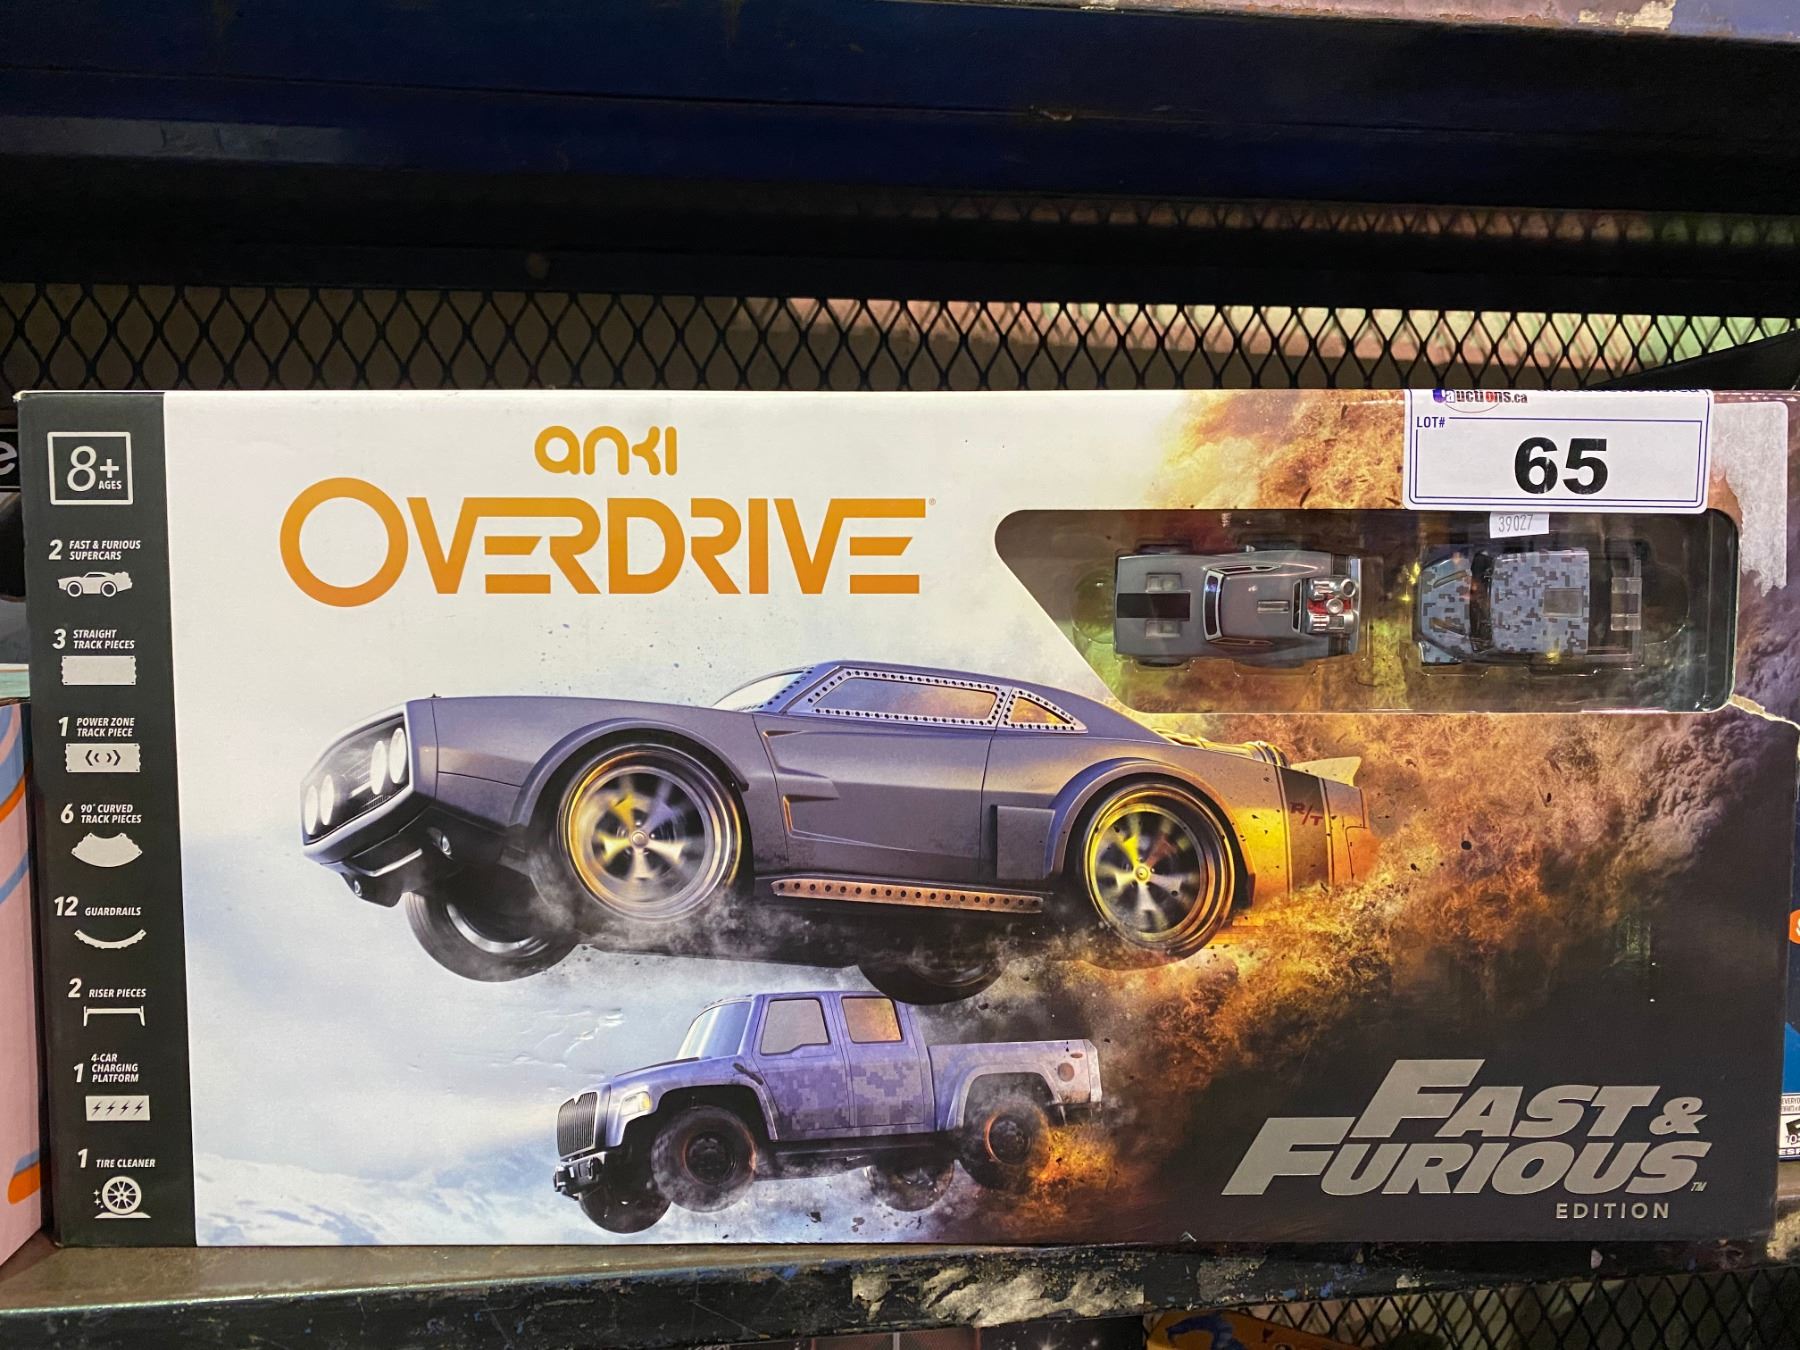 auctions.ca
LOT#
65
39027
8+
AGES
2 FAST & FURIOUS
SUPERCARS
3 STRAIGHT
TRACK PIECES
1 POWER ZONE
TRACK PIECE
6 90° CURVED
TRACK PIECES
12 GUARDRAILS
2 RISER PIECES
1 4-CAR
CHARGING
PLATFORM
1 TIRE CLEANER
anki
OVERDRIVE®
R/T
FAST &
FURIOUS™
EDITION